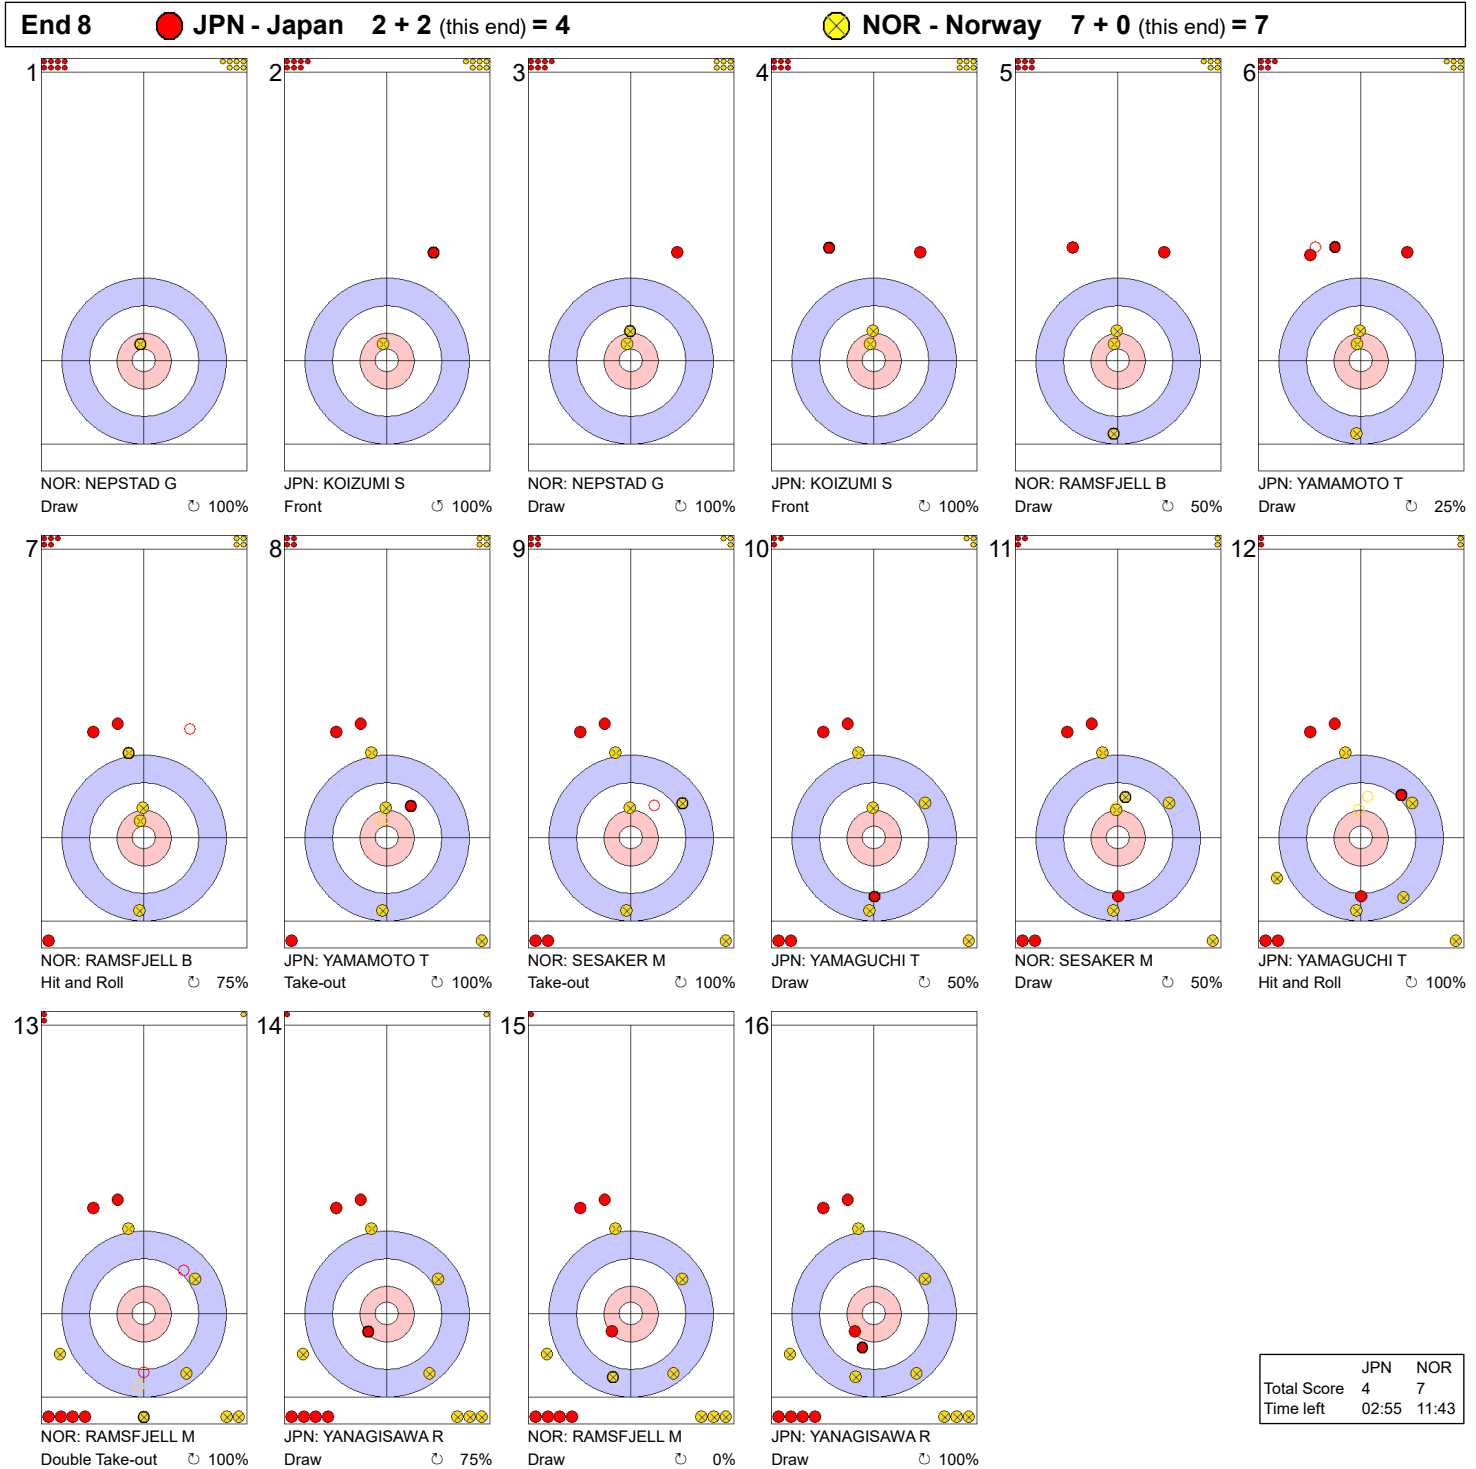 End 8 JPN - Japan 2 + 2 (this end) = 4 NOR - Norway 7 + 0 (this end) = 7
1 2 3 4 5 6
NOR: NEPSTAD G JPN: KOIZUMI S NOR: NEPSTAD G JPN: KOIZUMI S NOR: RAMSFJELL B JPN: YAMAMOTO T
Draw ↻ 100% Front ↺ 100% Draw ↻ 100% Front ↻ 100% Draw ↻ 50% Draw ↻ 25%
7 8 9 10 11 12
NOR: RAMSFJELL B JPN: YAMAMOTO T NOR: SESAKER M JPN: YAMAGUCHI T NOR: SESAKER M JPN: YAMAGUCHI T
Hit and Roll ↻ 75% Take-out ↻ 100% Take-out ↻ 100% Draw ↻ 50% Draw ↻ 50% Hit and Roll ↻ 100%
13 14 15 16
NOR: RAMSFJELL M JPN: YANAGISAWA R NOR: RAMSFJELL M JPN: YANAGISAWA R
Double Take-out ↻ 100% Draw ↻ 75% Draw ↻ 0% Draw ↻ 100%
JPN NOR
Total Score 4 7
Time left 02:55 11:43